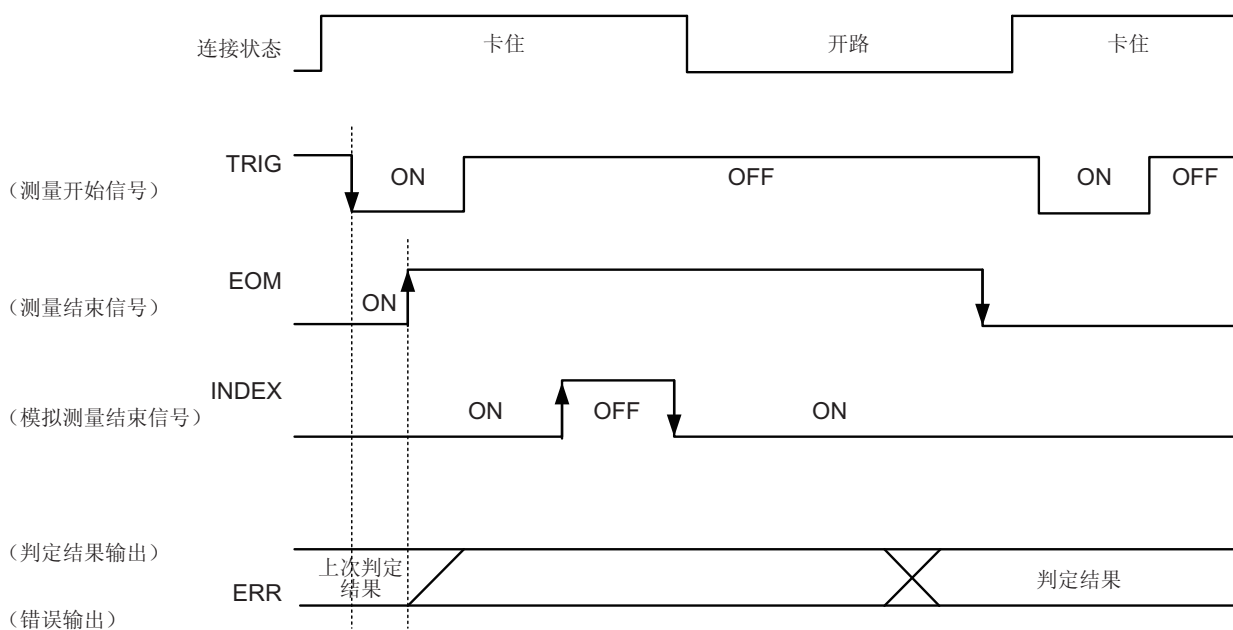 连接状态
卡住
开路
卡住
TRIG
ON
OFF
ON
OFF
（测量开始信号）
EOM
ON
（测量结束信号）
INDEX
ON
OFF
ON
（模拟测量结束信号）
（判定结果输出）
上次判定
结果
判定结果
ERR
（错误输出）